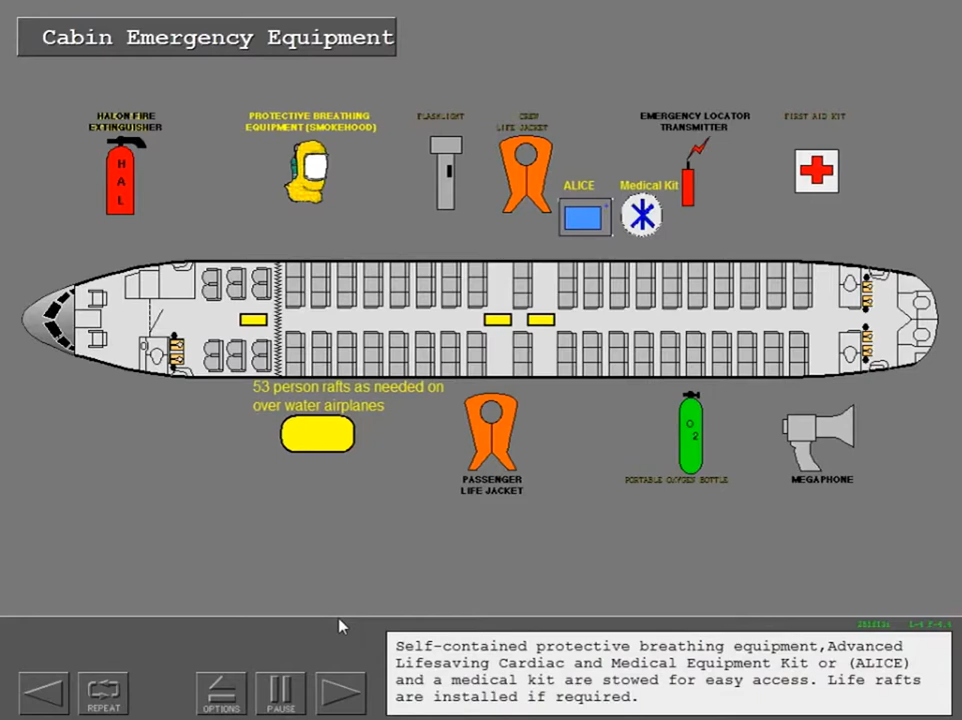 Cabin Emergency Equipment
HALON FIRE
EXTINGUISHER
PROTECTIVE BREATHING
EQUIPMENT (SMOKEHOOD)
FLASHLIGHT
CREW
LIFE JACKET
EMERGENCY LOCATOR
TRANSMITTER
FIRST AID KIT
H
A
L
ALICE
Medical Kit
53 person rafts as needed on
over water airplanes
O
2
PASSENGER
LIFE JACKET
PORTABLE OXYGEN BOTTLE
MEGAPHONE
Self-contained protective breathing equipment,Advanced
Lifesaving Cardiac and Medical Equipment Kit or (ALICE)
and a medical kit are stowed for easy access. Life rafts
are installed if required.
REPEAT
OPTIONS
PAUSE